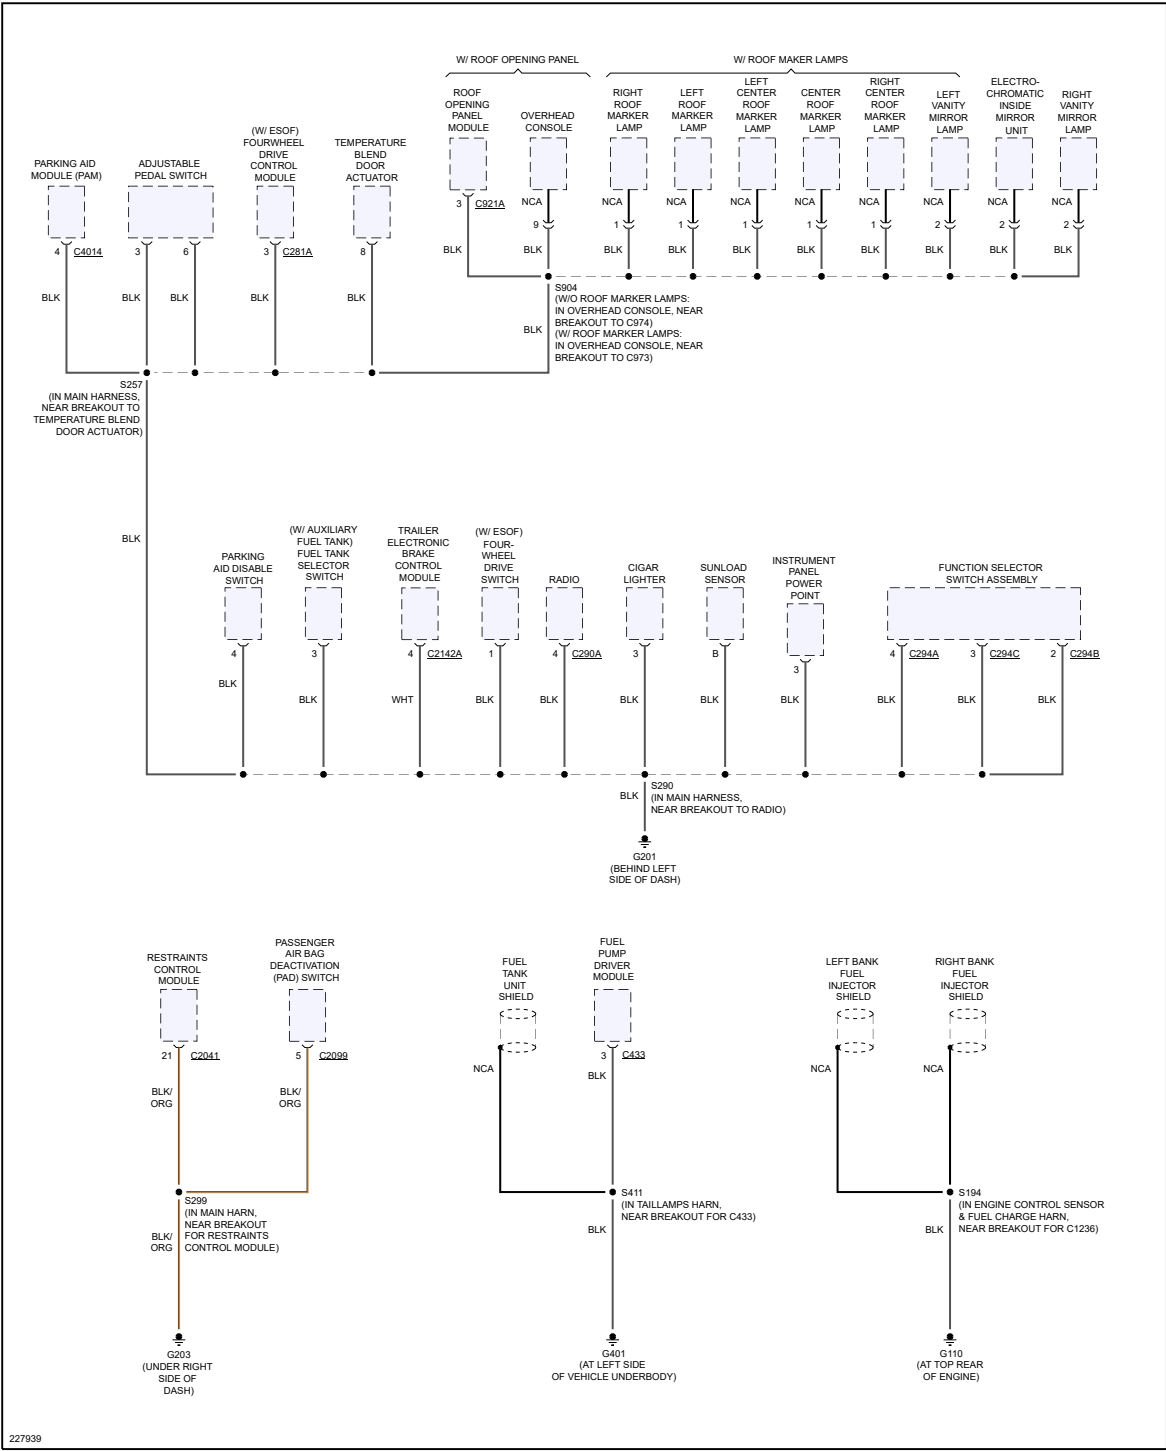 W/ ROOF OPENING PANEL
W/ ROOF MAKER LAMPS
ROOF
OPENING
PANEL
MODULE
OVERHEAD
CONSOLE
RIGHT
ROOF
MARKER
LAMP
LEFT
ROOF
MARKER
LAMP
LEFT
CENTER
ROOF
MARKER
LAMP
CENTER
ROOF
MARKER
LAMP
RIGHT
CENTER
ROOF
MARKER
LAMP
LEFT
VANITY
MIRROR
LAMP
ELECTRO-
CHROMATIC
INSIDE
MIRROR
UNIT
RIGHT
VANITY
MIRROR
LAMP
PARKING AID
MODULE (PAM)
ADJUSTABLE
PEDAL SWITCH
(W/ ESOF)
FOURWHEEL
DRIVE
CONTROL
MODULE
TEMPERATURE
BLEND
DOOR
ACTUATOR
3 C921A
NCA NCA NCA NCA NCA NCA NCA NCA NCA
9 1 1 1 1 1 2 2 2
4 C4014
3 6
3 C281A
8
BLK BLK BLK BLK BLK BLK BLK BLK BLK BLK
BLK BLK BLK BLK BLK
S904
(W/O ROOF MARKER LAMPS:
IN OVERHEAD CONSOLE, NEAR
BREAKOUT TO C974)
(W/ ROOF MARKER LAMPS:
IN OVERHEAD CONSOLE, NEAR
BREAKOUT TO C973)
BLK
S257
(IN MAIN HARNESS,
NEAR BREAKOUT TO
TEMPERATURE BLEND
DOOR ACTUATOR)
BLK
PARKING
AID DISABLE
SWITCH
(W/ AUXILIARY
FUEL TANK)
FUEL TANK
SELECTOR
SWITCH
TRAILER
ELECTRONIC
BRAKE
CONTROL
MODULE
(W/ ESOF)
FOUR-
WHEEL
DRIVE
SWITCH
RADIO
CIGAR
LIGHTER
SUNLOAD
SENSOR
INSTRUMENT
PANEL
POWER
POINT
FUNCTION SELECTOR
SWITCH ASSEMBLY
4
3
4 C2142A
1
4 C290A
3
B
3
4 C294A
3 C294C
2 C294B
BLK BLK WHT BLK BLK BLK BLK BLK BLK BLK BLK
BLK
S290
(IN MAIN HARNESS,
NEAR BREAKOUT TO RADIO)
G201
(BEHIND LEFT
SIDE OF DASH)
RESTRAINTS
CONTROL
MODULE
PASSENGER
AIR BAG
DEACTIVATION
(PAD) SWITCH
FUEL
TANK
UNIT
SHIELD
FUEL
PUMP
DRIVER
MODULE
LEFT BANK
FUEL
INJECTOR
SHIELD
RIGHT BANK
FUEL
INJECTOR
SHIELD
21 C2041
5 C2099
3 C433
NCA
BLK
NCA
NCA
BLK/
ORG
BLK/
ORG
S299
(IN MAIN HARN,
NEAR BREAKOUT
FOR RESTRAINTS
CONTROL MODULE)
BLK/
ORG
S411
(IN TAILLAMPS HARN,
NEAR BREAKOUT FOR C433)
BLK
S194
(IN ENGINE CONTROL SENSOR
& FUEL CHARGE HARN,
NEAR BREAKOUT FOR C1236)
BLK
G203
(UNDER RIGHT
SIDE OF
DASH)
G401
(AT LEFT SIDE
OF VEHICLE UNDERBODY)
G110
(AT TOP REAR
OF ENGINE)
227939